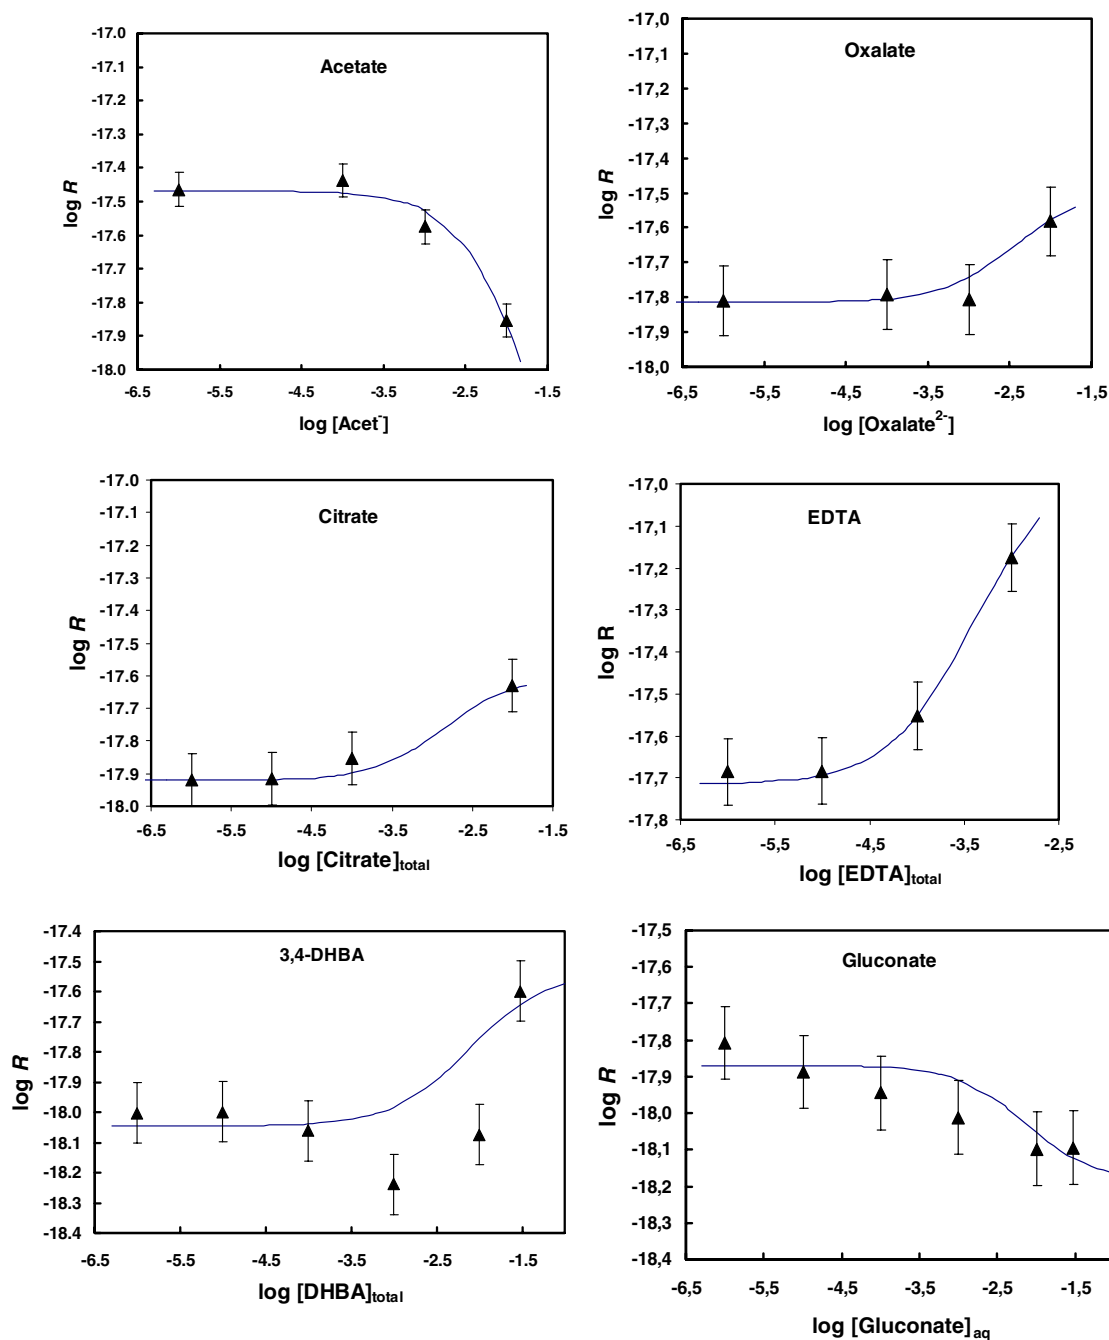 Acetate
-17.0
-17.1
-17.2
-17.3
-17.4
-17.5
-17.6
-17.7
-17.8
-17.9
-18.0
log R
-6.5 -5.5 -4.5 -3.5 -2.5 -1.5
log [Acet-]
Oxalate
-17,0
-17,1
-17,2
-17,3
-17,4
-17,5
-17,6
-17,7
-17,8
-17,9
-18,0
log R
-6,5 -5,5 -4,5 -3,5 -2,5 -1,5
log [Oxalate2-]
Citrate
-17.0
-17.1
-17.2
-17.3
-17.4
-17.5
-17.6
-17.7
-17.8
-17.9
-18.0
log R
-6.5 -5.5 -4.5 -3.5 -2.5 -1.5
log [Citrate]total
EDTA
-17,0
-17,1
-17,2
-17,3
-17,4
-17,5
-17,6
-17,7
-17,8
log R
-6,5 -5,5 -4,5 -3,5 -2,5
log [EDTA]total
3,4-DHBA
-17.4
-17.5
-17.6
-17.7
-17.8
-17.9
-18.0
-18.1
-18.2
-18.3
-18.4
log R
-6.5 -5.5 -4.5 -3.5 -2.5 -1.5
log [DHBA]total
Gluconate
-17,5
-17,6
-17,7
-17,8
-17,9
-18,0
-18,1
-18,2
-18,3
-18,4
log R
-6,5 -5,5 -4,5 -3,5 -2,5 -1,5
log [Gluconate]aq